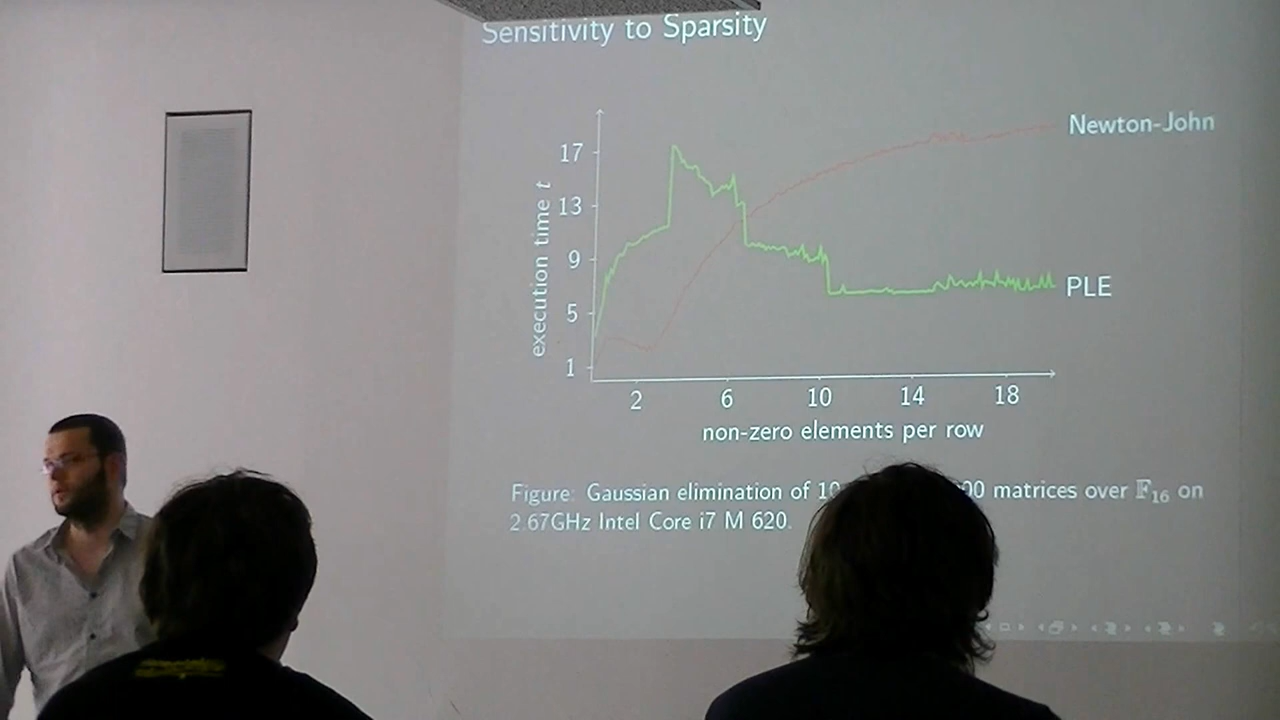 Sensitivity to Sparsity
Newton-John
17
13
9
5
1
execution time t
PLE
2 6 10 14 18
non-zero elements per row
Figure: Gaussian elimination of 10 00 matrices over 𝔽16 on
2.67GHz Intel Core i7 M 620.